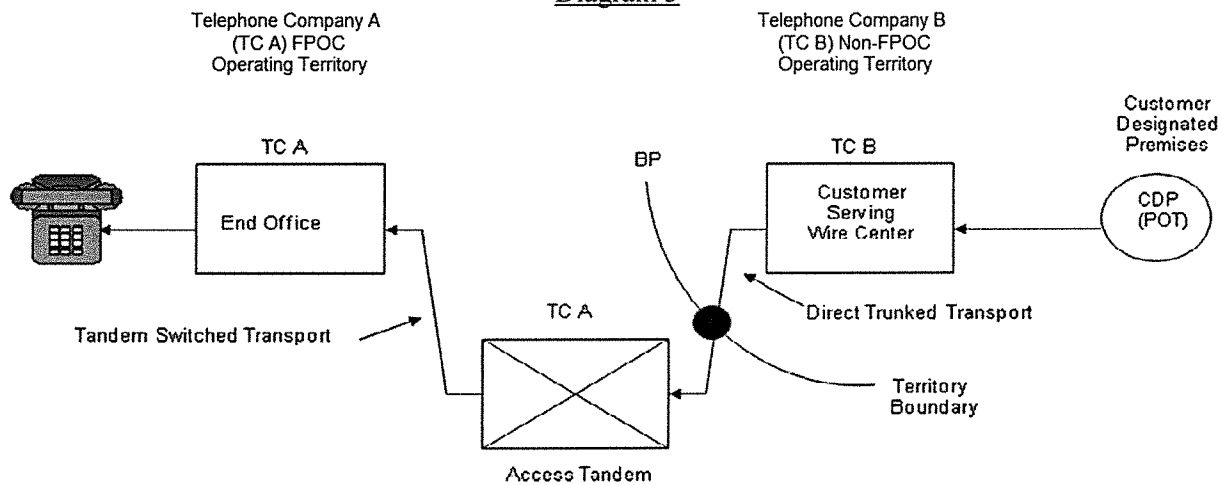 Telephone Company A
(TC A) FPOC
Operating Territory
Telephone Company B
(TC B) Non-FPOC
Operating Territory
Customer
Designated
Premises
TC A
BP
TC B
End Office
Customer
Serving
Wire Center
CDP
(POT)
Tandem Switched Transport
TC A
Direct Trunked Transport
Territory
Boundary
Access Tandem